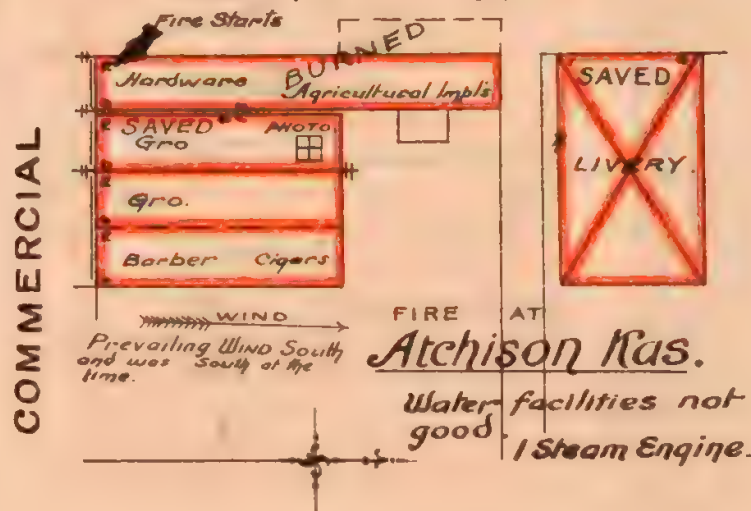 Fire Starts
BURNED
Hardware
Agricultural Impl's
SAVED
PHOTO
Gro
Gro.
Barber Cigars
SAVED
LIVERY.
COMMERCIAL
WIND
Prevailing WIND South
and was South at the
time.
FIRE AT
Atchison Kas.
Water facilities not
good.
1 Steam Engine.